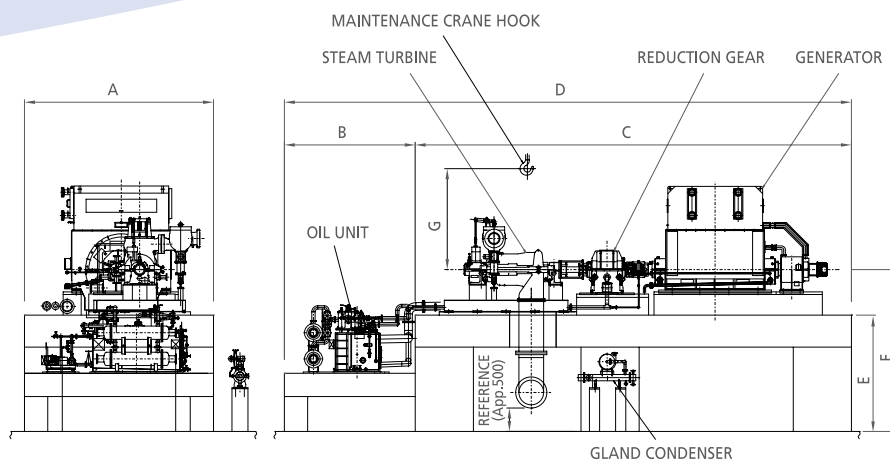 MAINTENANCE CRANE HOOK
STEAM TURBINE
REDUCTION GEAR
GENERATOR
A
D
B
C
G
OIL UNIT
REFERENCE
(App.500)
E
F
GLAND CONDENSER